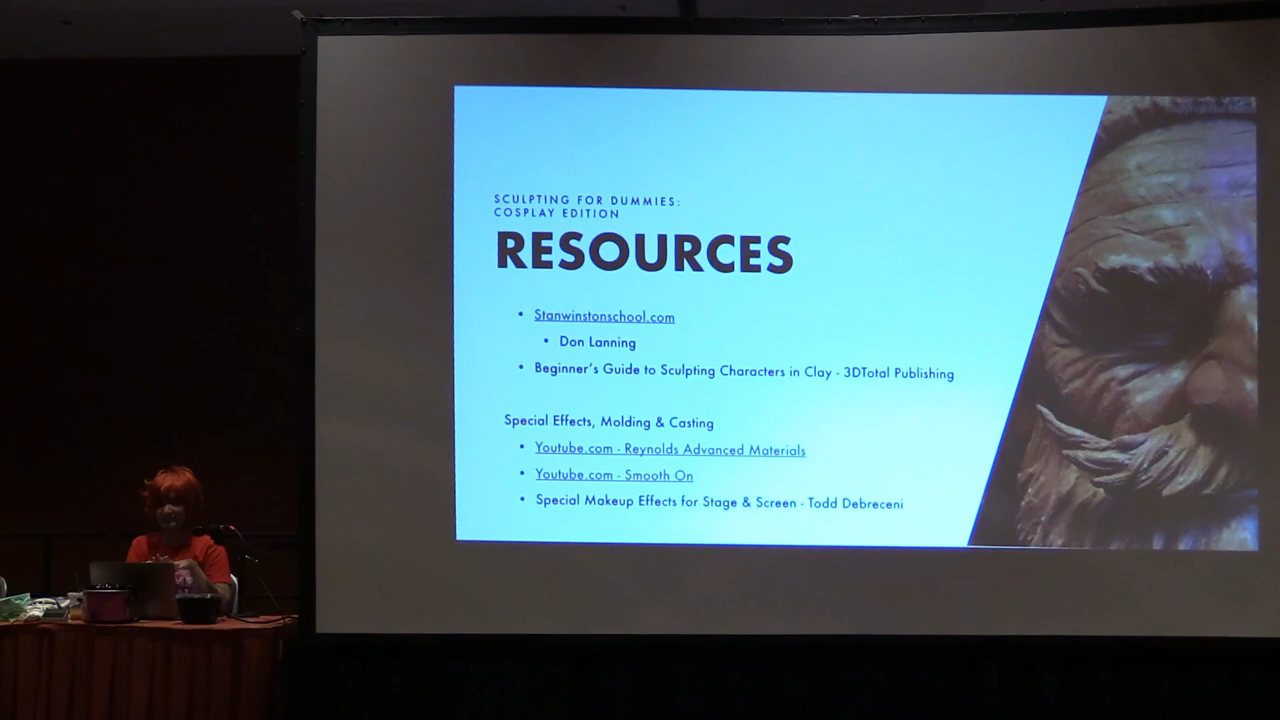 SCULPTING FOR DUMMIES:
COSPLAY EDITION
RESOURCES
• Stanwinstonschool.com
• Don Lanning
• Beginner's Guide to Sculpting Characters in Clay - 3DTotal Publishing
Special Effects, Molding & Casting
• Youtube.com - Reynolds Advanced Materials
• Youtube.com - Smooth On
• Special Makeup Effects for Stage & Screen - Todd Debreceni